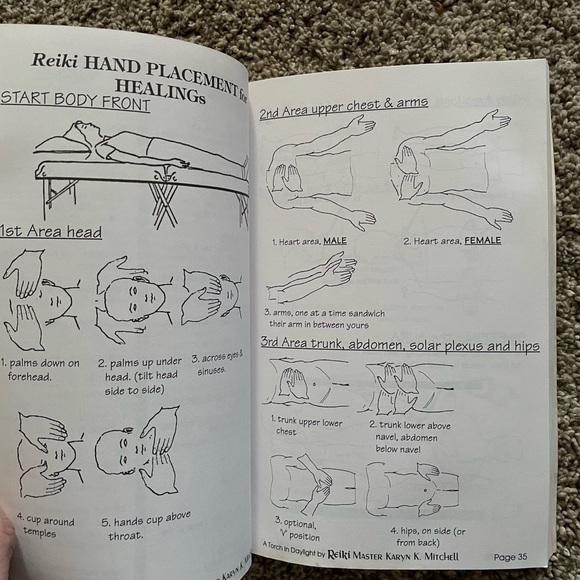 Reiki HAND PLACEMENT for
HEALINGs
START BODY FRONT
1st Area head
1. palms down on
forehead.
2. palms up under
head. (tilt head
side to side)
3. across eyes &
sinuses.
4. cup around
temples
5. hands cup above
throat.
KARYN K. MITCHELL
2nd Area upper chest & arms
1. Heart area, MALE
2. Heart area, FEMALE
3. arms, one at a time sandwich
their arm in between yours
3rd Area trunk, abdomen, solar plexus and hips
1. trunk upper lower
chest
2. trunk lower above
navel, abdomen
below navel
3. optional,
"v" position
4. hips, on side (or
from back)
A Torch in Daylight by Reiki MASTER KARYN K. MITCHELL
Page 35